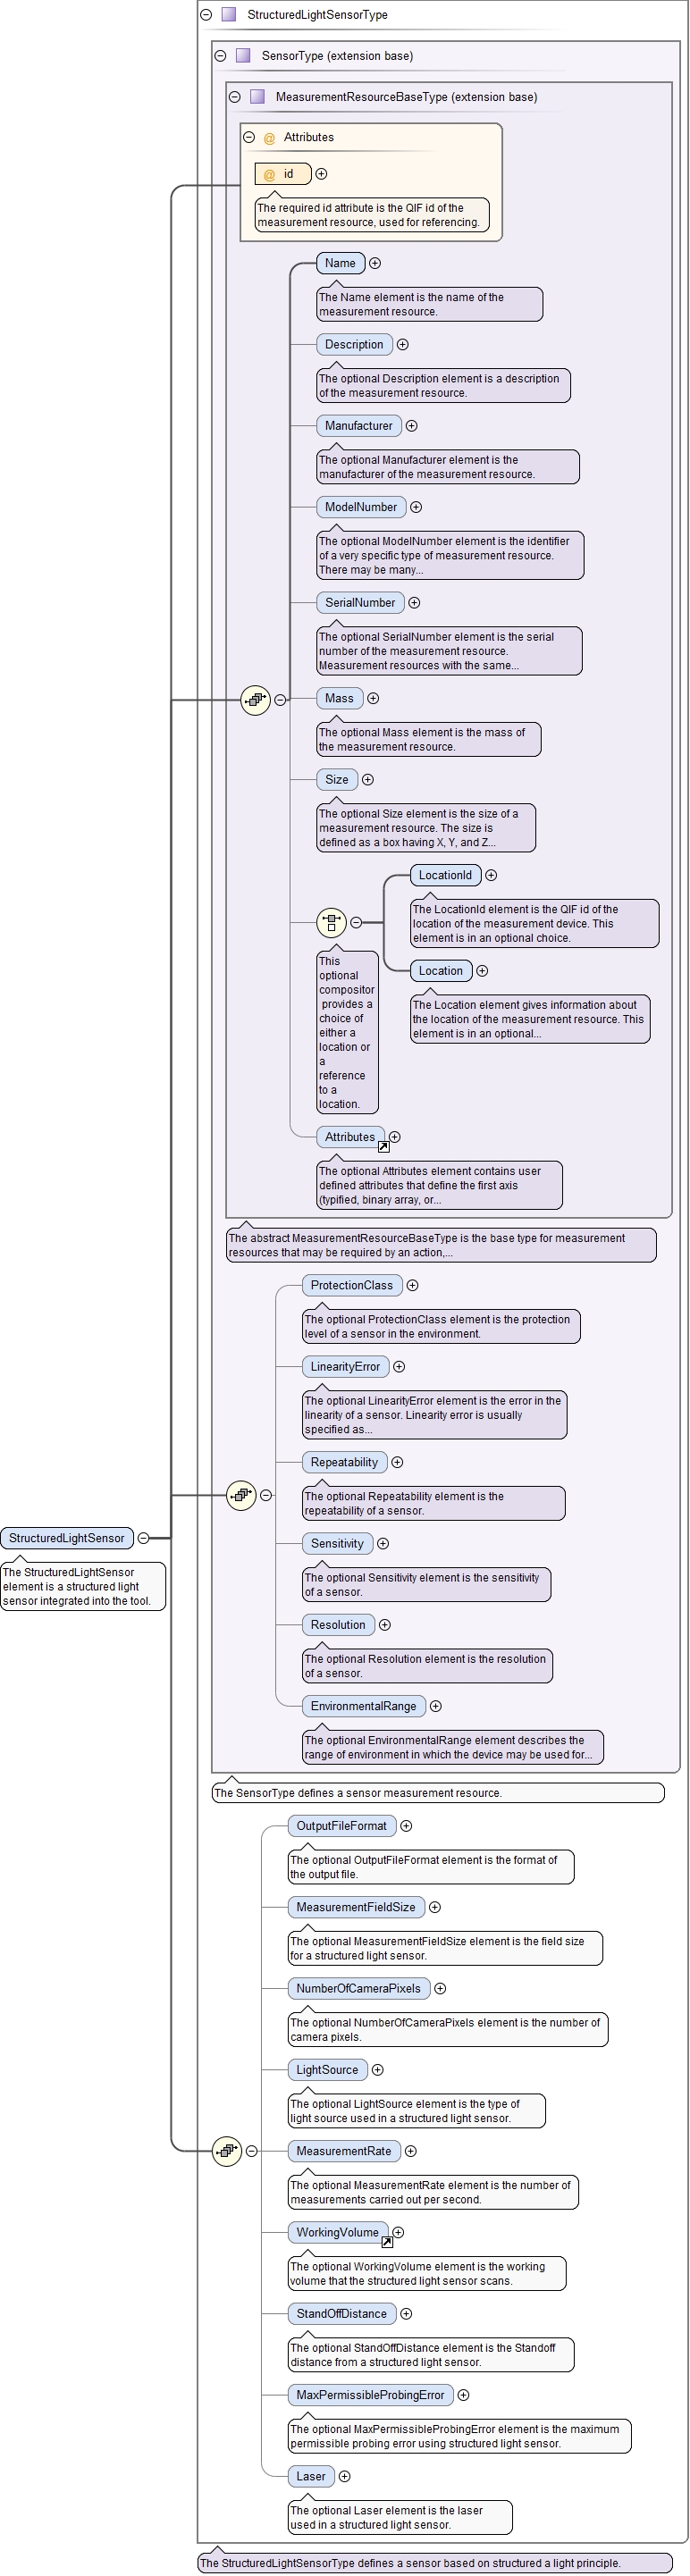 StructuredLightSensorType
SensorType (extension base)
MeasurementResourceBaseType (extension base)
@ Attributes
@ id
The required id attribute is the QIF id of the
measurement resource, used for referencing.
Name
The Name element is the name of the
measurement resource.
Description
The optional Description element is a description
of the measurement resource.
Manufacturer
The optional Manufacturer element is the
manufacturer of the measurement resource.
ModelNumber
The optional ModelNumber element is the identifier
of a very specific type of measurement resource.
There may be many...
SerialNumber
The optional SerialNumber element is the serial
number of the measurement resource.
Measurement resources with the same...
Mass
The optional Mass element is the mass of
the measurement resource.
Size
The optional Size element is the size of a
measurement resource. The size is
defined as a box having X, Y, and Z...
LocationId
The LocationId element is the QIF id of the
location of the measurement device. This
element is in an optional choice.
Location
The Location element gives information about
the location of the measurement resource. This
element is in an optional...
This
optional
compositor
provides a
choice of
either a
location or
a
reference
to a
location.
Attributes
The optional Attributes element contains user
defined attributes that define the first axis
(typified, binary array, or...
The abstract MeasurementResourceBaseType is the base type for measurement
resources that may be required by an action,...
ProtectionClass
The optional ProtectionClass element is the protection
level of a sensor in the environment.
LinearityError
The optional LinearityError element is the error in the
linearity of a sensor. Linearity error is usually
specified as...
Repeatability
The optional Repeatability element is the
repeatability of a sensor.
Sensitivity
The optional Sensitivity element is the sensitivity
of a sensor.
Resolution
The optional Resolution element is the resolution
of a sensor.
EnvironmentalRange
The optional EnvironmentalRange element describes the
range of environment in which the device may be used for...
The SensorType defines a sensor measurement resource.
StructuredLightSensor
The StructuredLightSensor
element is a structured light
sensor integrated into the tool.
OutputFileFormat
The optional OutputFileFormat element is the format of
the output file.
MeasurementFieldSize
The optional MeasurementFieldSize element is the field size
for a structured light sensor.
NumberOfCameraPixels
The optional NumberOfCameraPixels element is the number of
camera pixels.
LightSource
The optional LightSource element is the type of
light source used in a structured light sensor.
MeasurementRate
The optional MeasurementRate element is the number of
measurements carried out per second.
WorkingVolume
The optional WorkingVolume element is the working
volume that the structured light sensor scans.
StandOffDistance
The optional StandOffDistance element is the Standoff
distance from a structured light sensor.
MaxPermissibleProbingError
The optional MaxPermissibleProbingError element is the maximum
permissible probing error using structured light sensor.
Laser
The optional Laser element is the laser
used in a structured light sensor.
The StructuredLightSensorType defines a sensor based on structured a light principle.